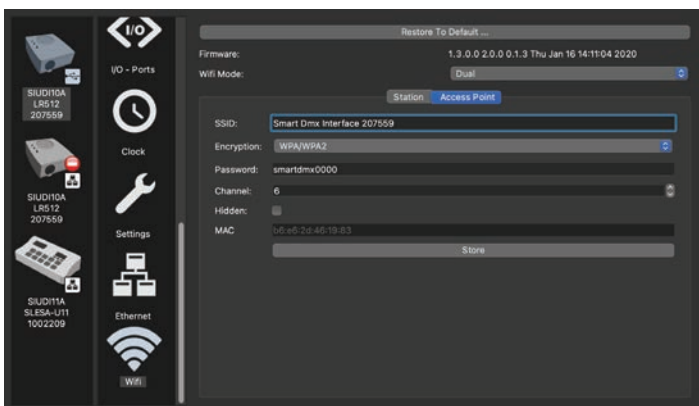 SIUDI10A
LR512
207559
SIUDI10A
LR512
207559
SIUDI11A
SLESA-U11
1002209
I/O
I/O - Ports
Clock
Settings
Ethernet
Wifi
Restore To Default ...
Firmware: 1.3.0.0 2.0.0 0.1.3 Thu Jan 16 14:11:04 2020
Wifi Mode: Dual
Station Access Point
SSID: Smart Dmx Interface 207559
Encryption: WPA/WPA2
Password: smartdmx0000
Channel: 6
Hidden:
MAC b6:e6:2d:46:19:83
Store